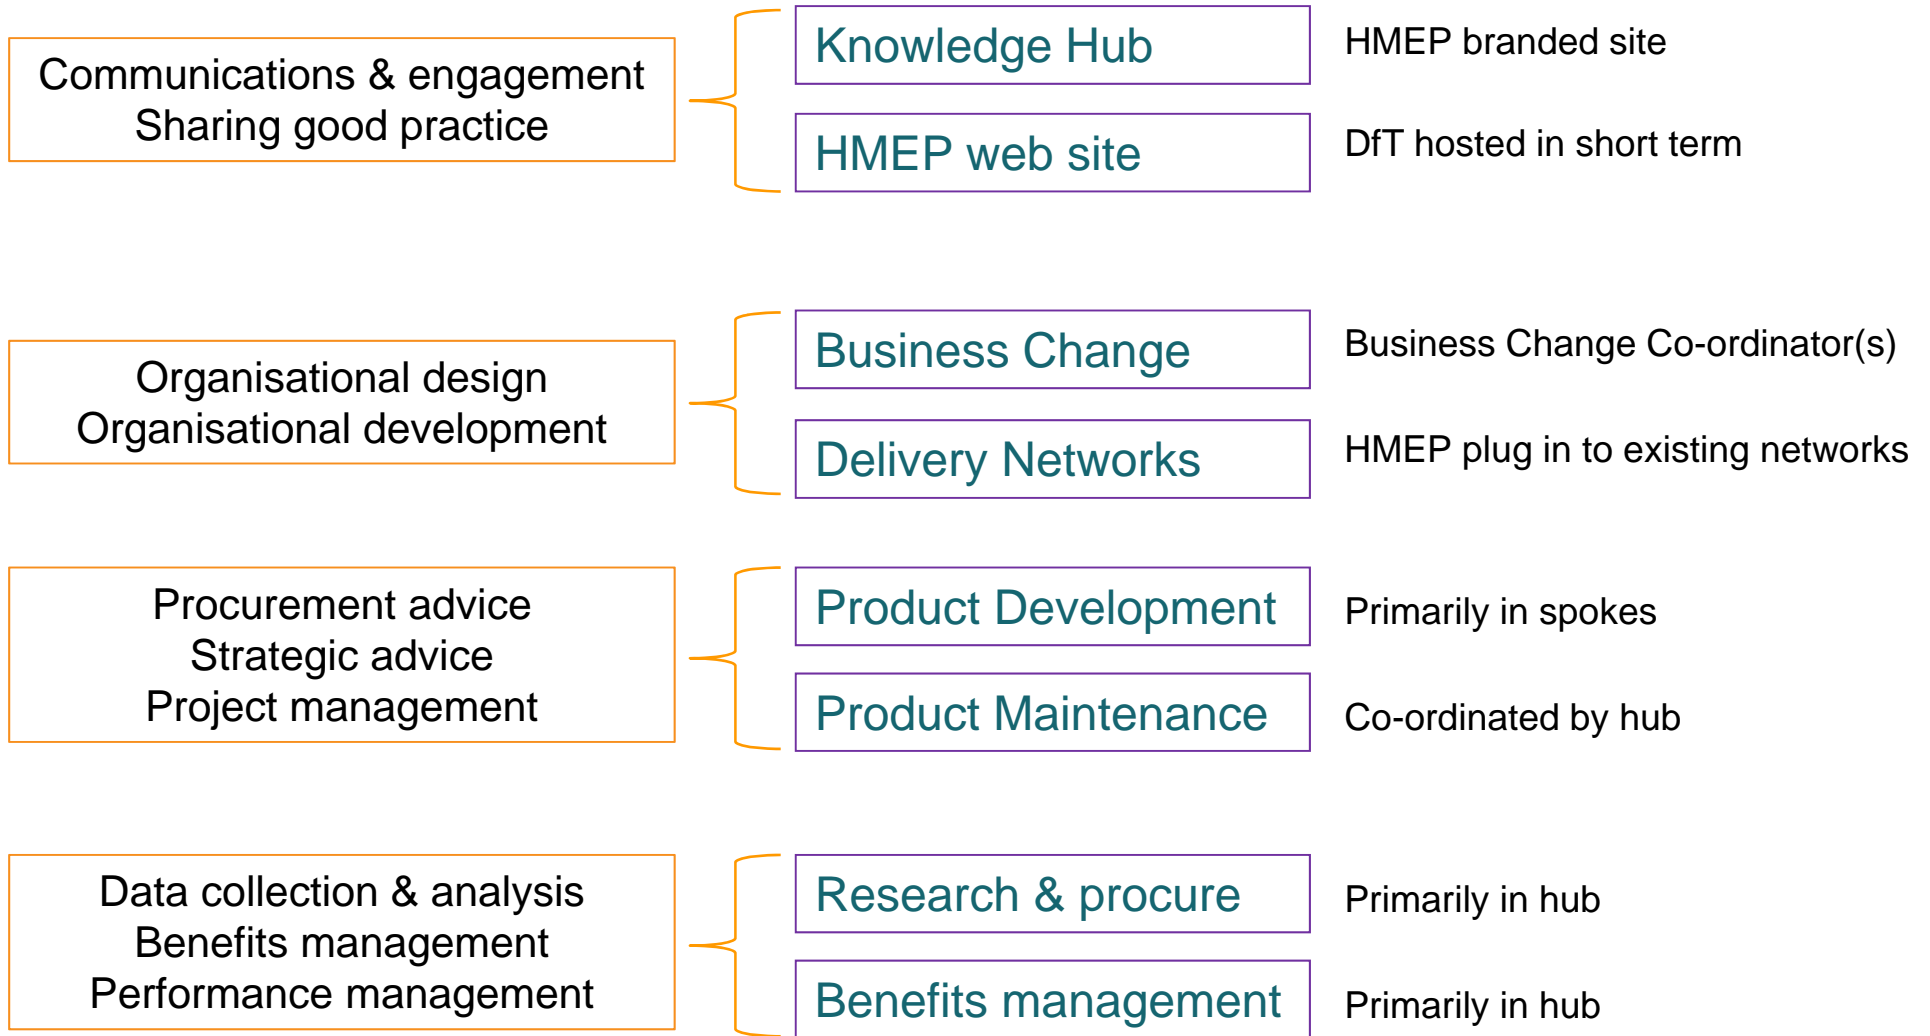 Communications & engagement
Sharing good practice
Knowledge Hub
HMEP branded site
HMEP web site
DfT hosted in short term
Organisational design
Organisational development
Business Change
Business Change Co-ordinator(s)
Delivery Networks
HMEP plug in to existing networks
Procurement advice
Strategic advice
Project management
Product Development
Primarily in spokes
Product Maintenance
Co-ordinated by hub
Data collection & analysis
Benefits management
Performance management
Research & procure
Primarily in hub
Benefits management
Primarily in hub